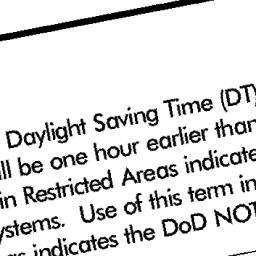 Daylight Saving Time (DT)
ll be one hour earlier than
in Restricted Areas indicate
ystems. Use of this term in
as indicates the DoD NOT